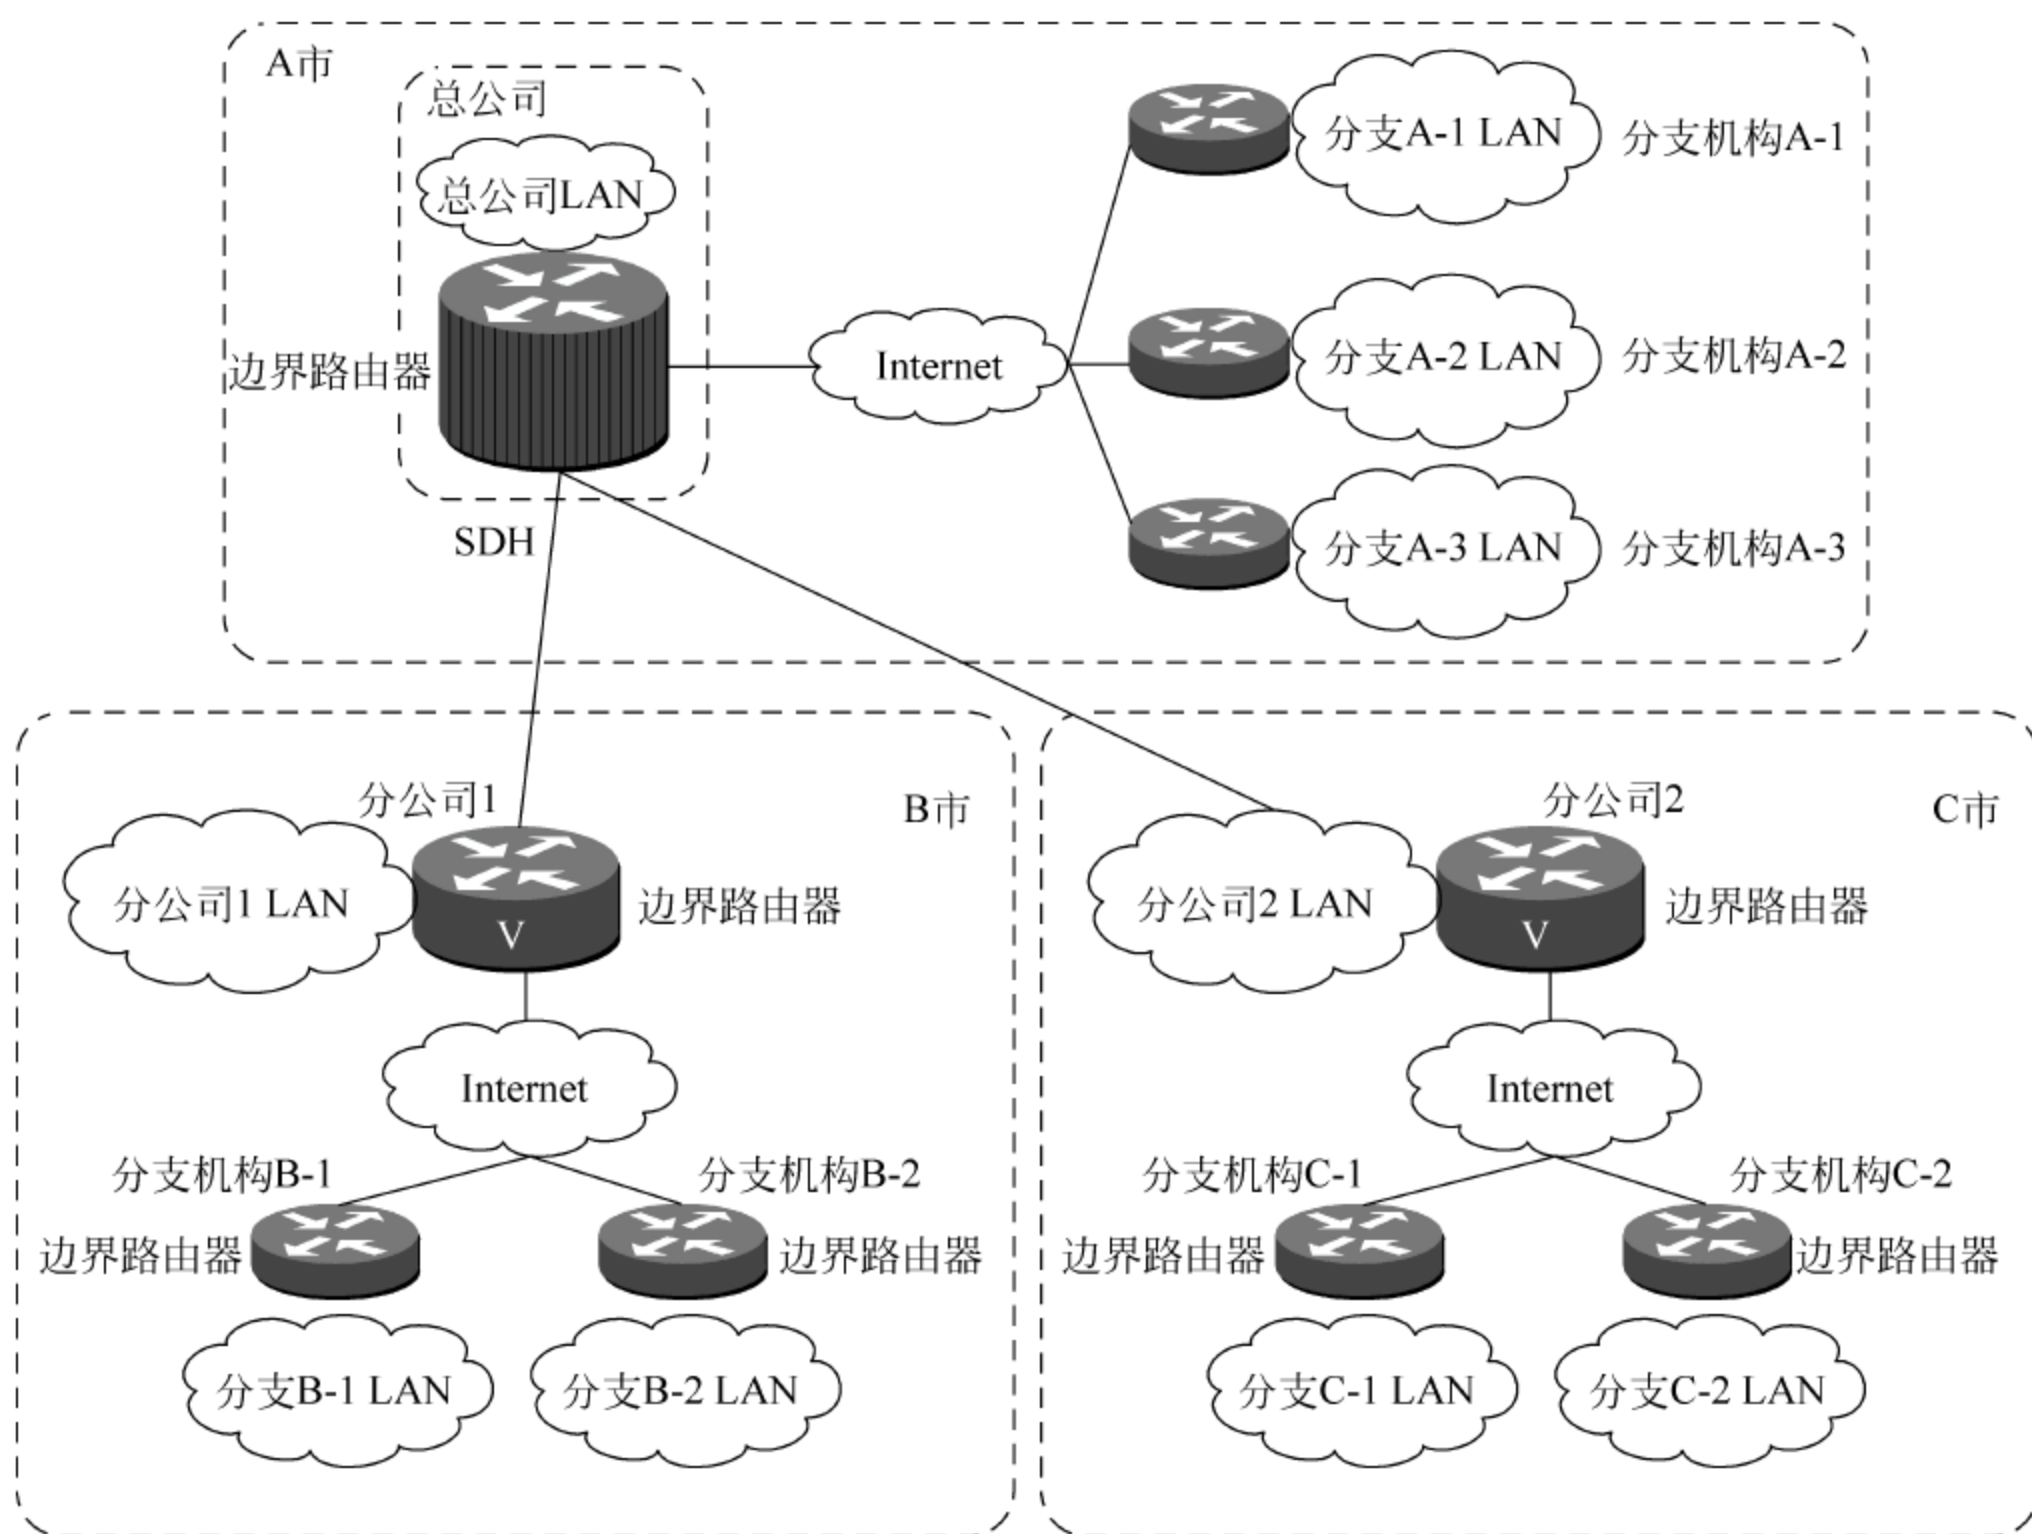 A市
总公司
总公司LAN
边界路由器
SDH
Internet
分支A-1 LAN
分支机构A-1
分支A-2 LAN
分支机构A-2
分支A-3 LAN
分支机构A-3
B市
分公司1
分公司1 LAN
V
边界路由器
Internet
分支机构B-1
分支机构B-2
边界路由器
边界路由器
分支B-1 LAN
分支B-2 LAN
C市
分公司2
分公司2 LAN
V
边界路由器
Internet
分支机构C-1
分支机构C-2
边界路由器
边界路由器
分支C-1 LAN
分支C-2 LAN